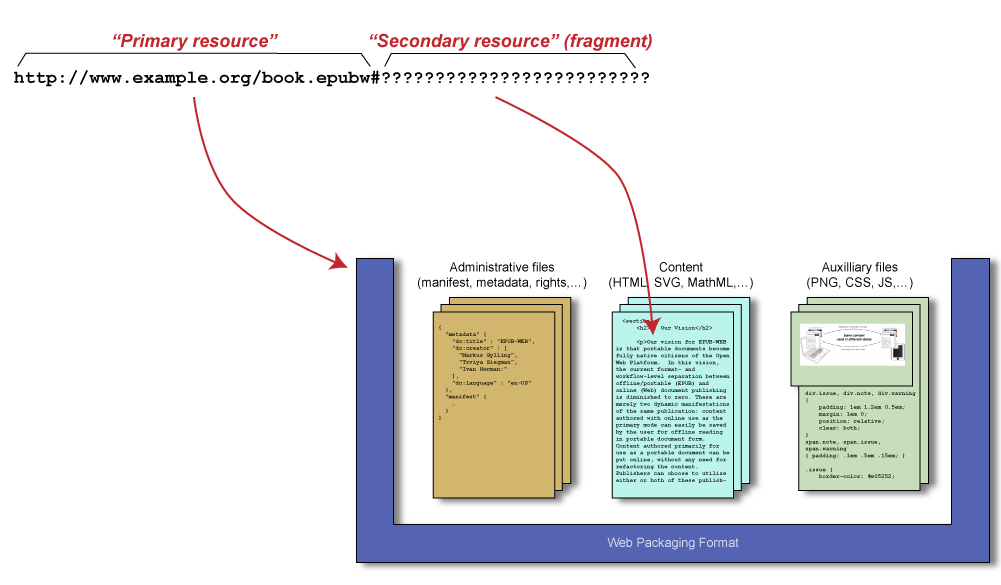 “Primary resource”
“Secondary resource” (fragment)
http://www.example.org/book.epubw#?????????????????????????
Administrative files
(manifest, metadata, rights,...)
Content
(HTML, SVG, MathML,...)
Auxilliary files
(PNG, CSS, JS,...)
{
"metadata" {
"dc:title" : "EPUB-WEB",
"dc:creator" : [
"Markus Gylling",
"Tzviya Siegman",
"Ivan Herman:"
],
"dc:language" : "en-US"
"manifest" {
…
}
}
<section>
<h2> Our Vision</h2>
<p>Our vision for EPUB-WEB
is that portable documents become
fully native citizens of the Open
Web Platform. In this vision,
the current format- and
workflow-level separation between
offline/portable (EPUB) and
online (Web) document publishing
is diminished to zero. These are
merely two dynamic manifestations
of the same publication: content
authored with online use as the
primary mode can easily be saved
by the user for offline reading
in portable document form.
Content authored primarily for
use as a portable document can be
put online, without any need for
refactoring the content.
Publishers can choose to utilize
either or both of these publish-
Same content
used in different states
div.issue, div.note, div.warning
{
padding: 1em 1.2em 0.5em;
margin: 1em 0;
position: relative;
clear: both;
}
span.note, span.issue,
span.warning
{ padding: .1em .5em .15em; }
.issue {
border-color: #e05252;
Web Packaging Format